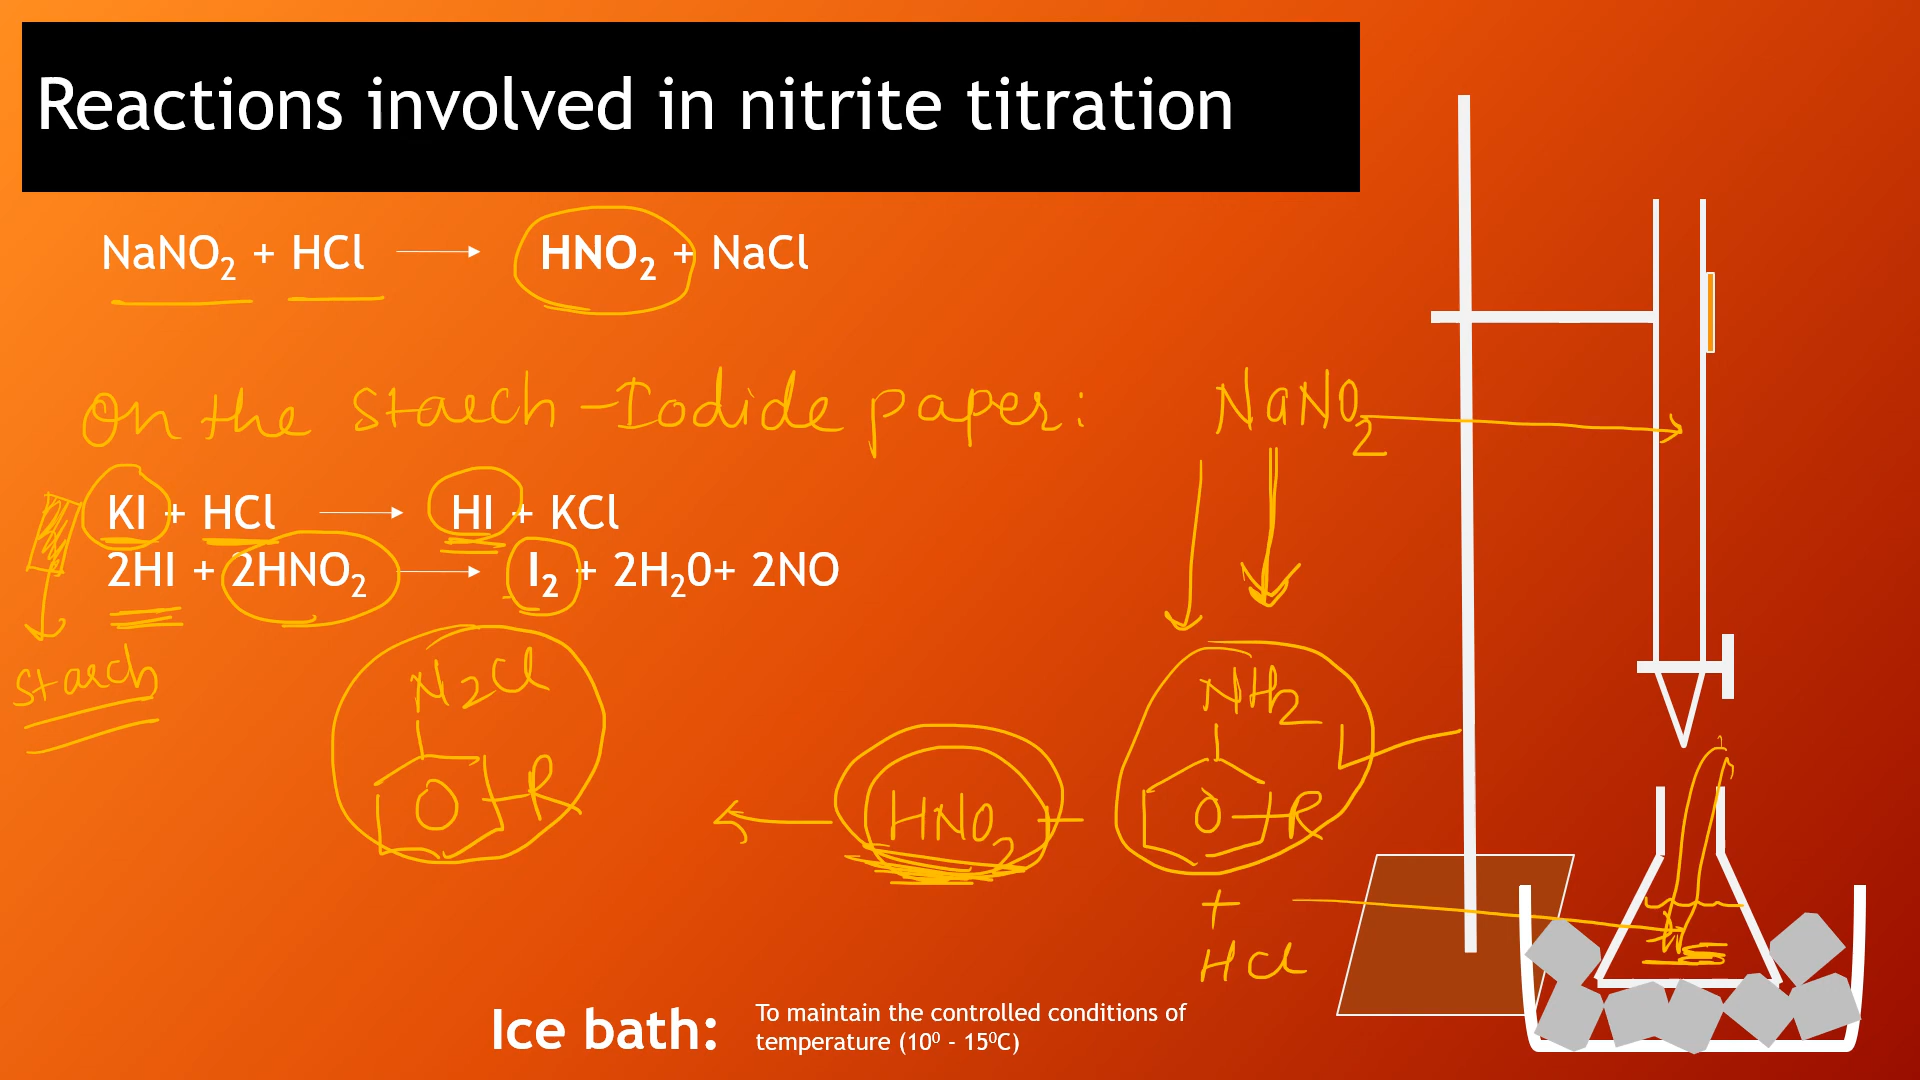 Reactions involved in nitrite titration
NaNO₂ + HCl ⟶ HNO₂ + NaCl
On the starch-Iodide paper:
NaNO₂
KI + HCl ⟶ HI + KCl
2HI + 2HNO₂ ⟶ I₂ + 2H₂0+ 2NO
starch
N₂Cl
R
NH₂
R
HNO₂ +
+
HCl
Ice bath:
To maintain the controlled conditions of
temperature (10⁰ - 15⁰C)